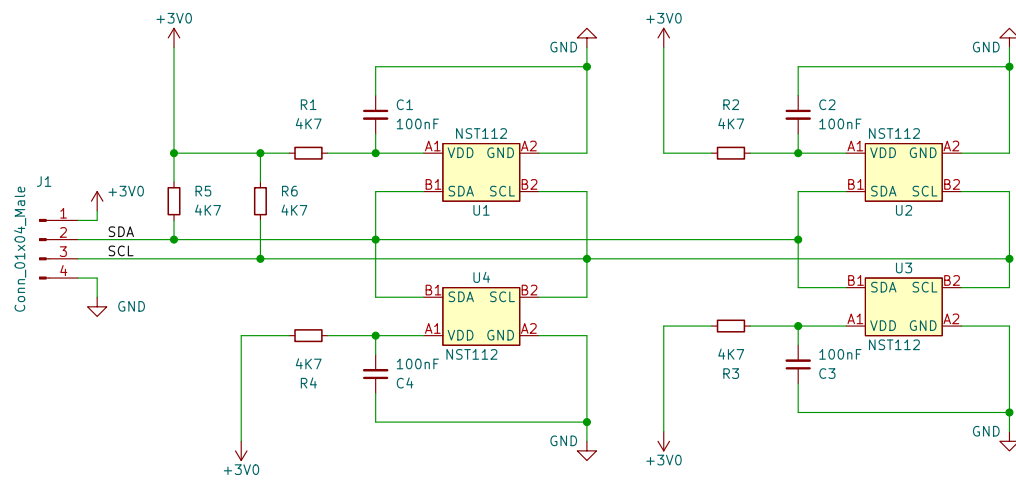 +3V0
+3V0
GND
GND
R1
4K7
C1
100nF
R2
4K7
C2
100nF
NST112
A1 VDD GND A2
B1 SDA SCL B2
U1
NST112
A1 VDD GND A2
B1 SDA SCL B2
U2
J1
+3V0
R5
4K7
R6
4K7
Conn_01x04_Male
1
2
3
4
SDA
SCL
GND
U4
B1 SDA SCL B2
A1 VDD GND A2
NST112
U3
B1 SDA SCL B2
A1 VDD GND A2
NST112
4K7
R4
100nF
C4
4K7
R3
100nF
C3
GND
GND
+3V0
+3V0